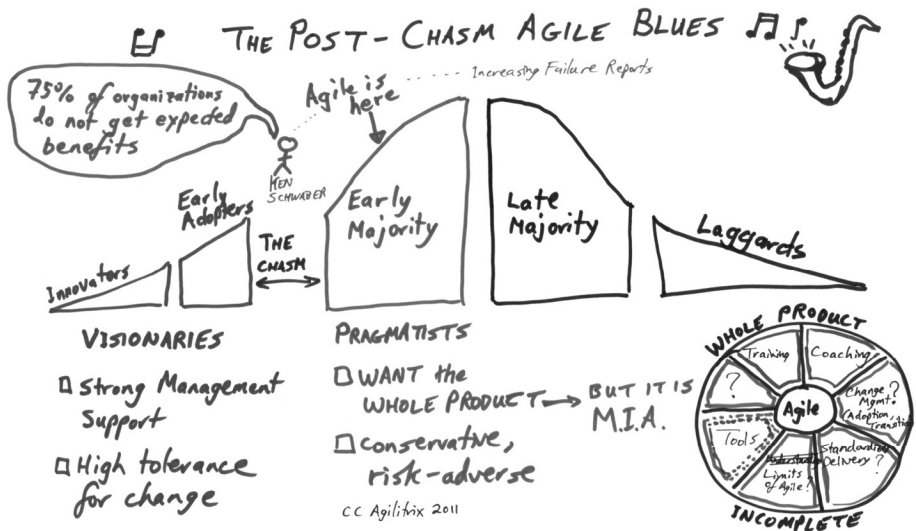 THE POST-CHASM AGILE BLUES
Increasing Failure Reports
75% of organizations
do not get expected
benefits
Agile is
here
KEN
SCHWABER
Early
Adopters
Early
Majority
Late
Majority
THE
CHASM
Innovators
Laggards
VISIONARIES
Strong Management
Support
High tolerance
for change
PRAGMATISTS
WANT the
WHOLE PRODUCT
conservative,
risk-adverse
BUT IT IS
M.I.A.
CC Agilitrix 2011
WHOLE PRODUCT
Training
Coaching
?
Change ?
Mgmt.
Adoption
Transition
Agile
Tools
Standardized
Delivery ?
Limits
of Agile?
INCOMPLETE